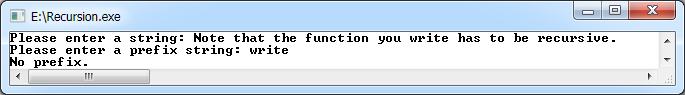 E:\Recursion.exe
Please enter a string: Note that the function you write has to be recursive.
Please enter a prefix string: write
No prefix.